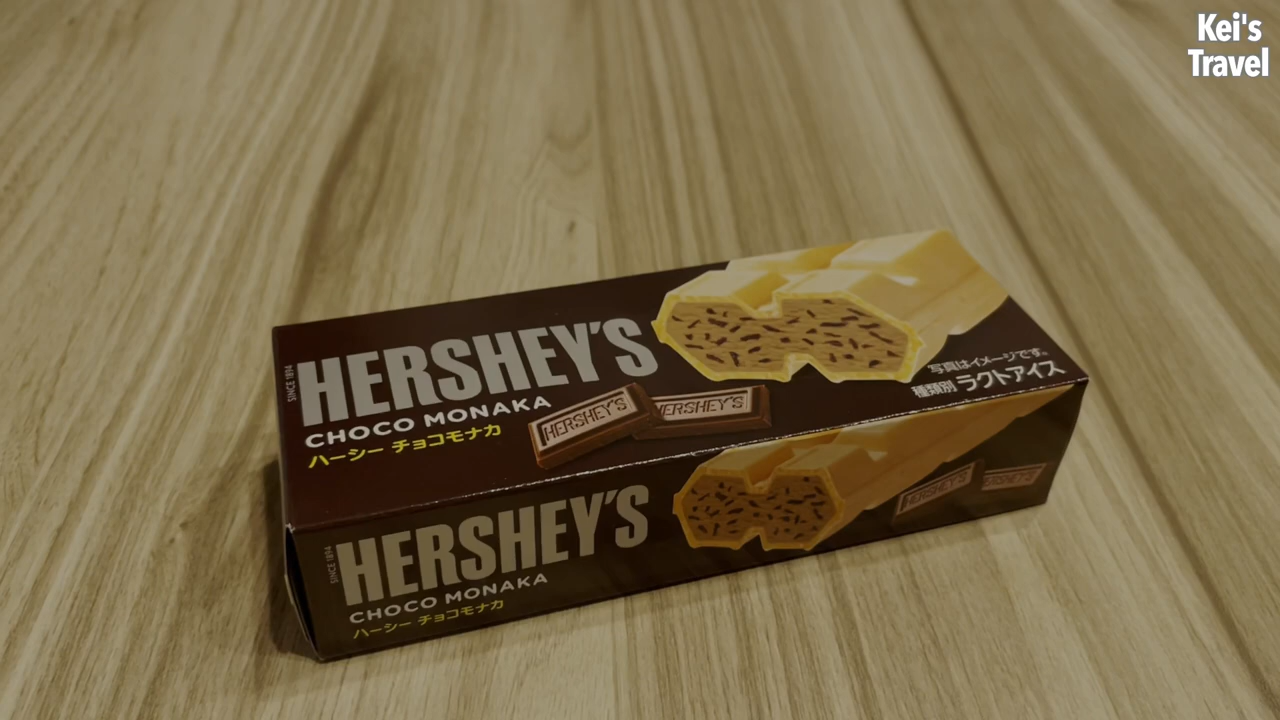 Kei's
Travel
SINCE 1894
HERSHEY'S
CHOCO MONAKA
ハーシー チョコモナカ
HERSHEY'S
HERSHEY'S
写真はイメージです。
種類別 ラクトアイス
SINCE 1894
HERSHEY'S
CHOCO MONAKA
ハーシー チョコモナカ
HERSHEY'S
HERSHEY'S